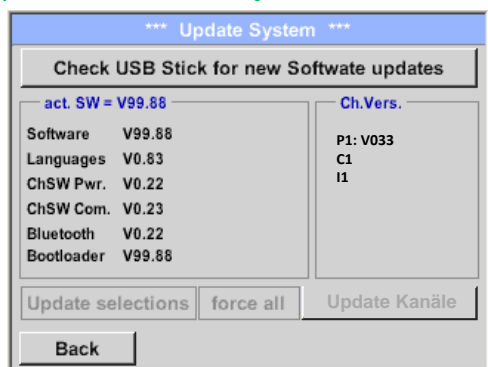 *** Update System ***
Check USB Stick for new Softwate updates
act. SW = V99.88
Software V99.88
Languages V0.83
ChSW Pwr. V0.22
ChSW Com. V0.23
Bluetooth V0.22
Bootloader V99.88
Ch.Vers.
P1: V033
C1
I1
Update selections force all Update Kanäle
Back